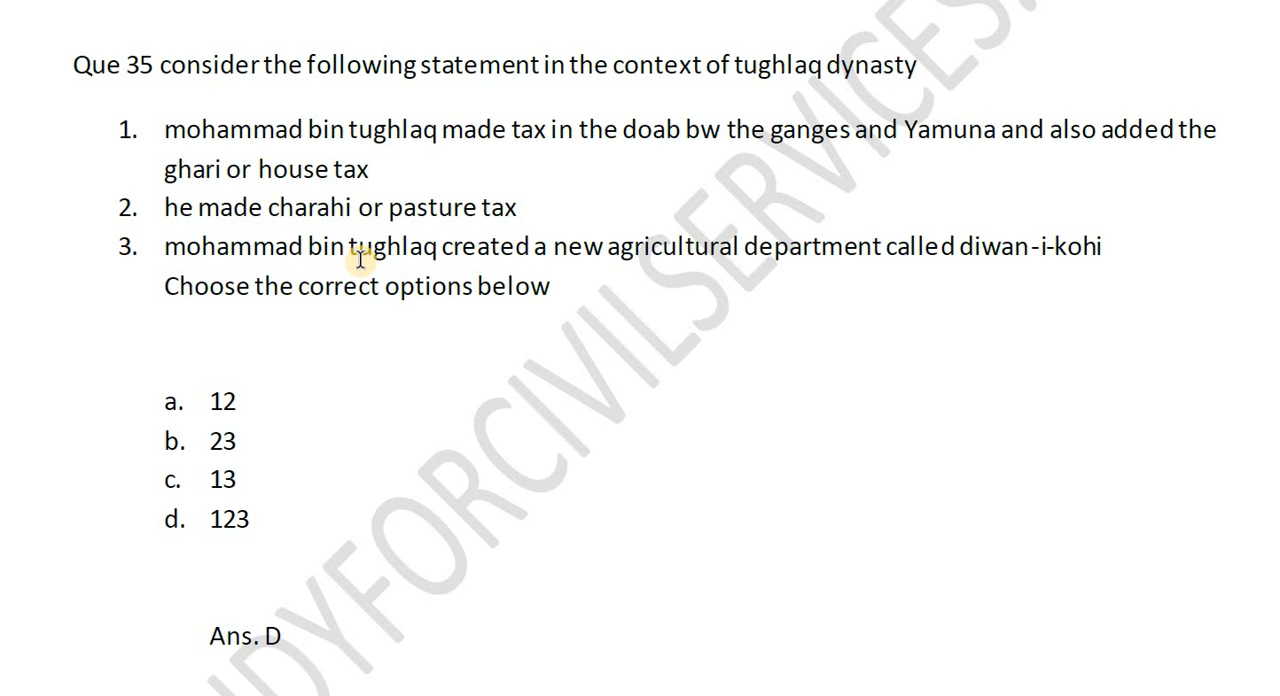 Que 35 consider the following statement in the context of tughlaq dynasty
1. mohammad bin tughlaq made tax in the doab bw the ganges and Yamuna and also added the
ghari or house tax
2. he made charahi or pasture tax
3. mohammad bin tughlaq created a new agricultural department called diwan-i-kohi
Choose the correct options below
a. 12
b. 23
c. 13
d. 123
Ans. D
DYFORCIVILSERVICES